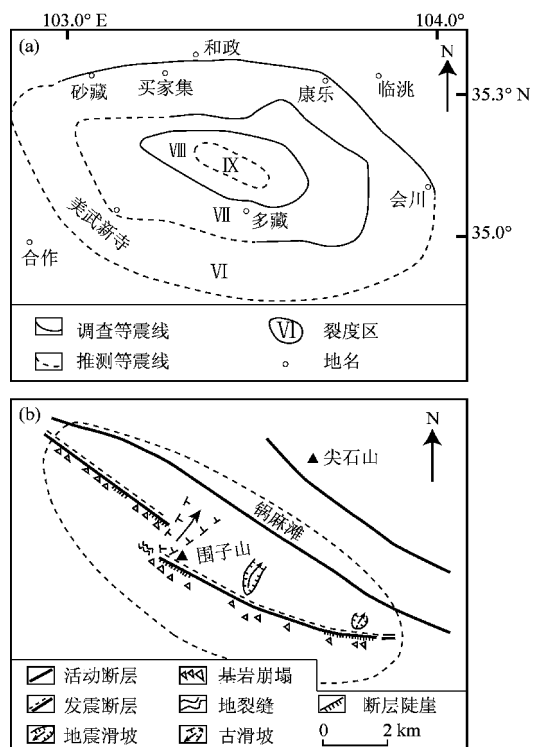 103.0° E 104.0°
(a)
和政
N
砂藏
买家集
康乐
临洮
35.3° N
Ⅷ
Ⅸ
会川
美武新寺
Ⅶ
多藏
35.0°
合作
Ⅵ
调查等震线
Ⅵ 裂度区
推测等震线
地名
(b)
N
尖石山
锅麻滩
围子山
活动断层
基岩崩塌
发震断层
地裂缝
断层陡崖
地震滑坡
古滑坡
0 2 km